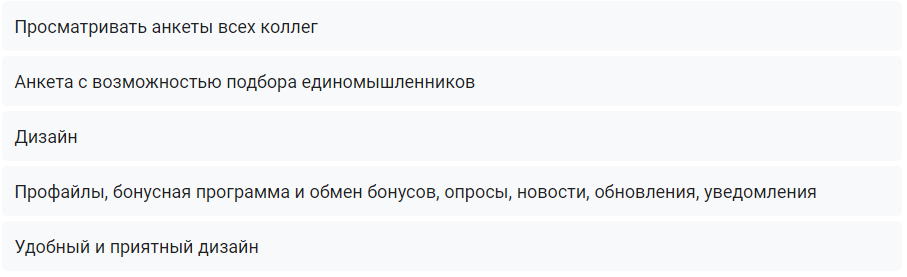 Просматривать анкеты всех коллег
Анкета с возможностью подбора единомышленников
Дизайн
Профайлы, бонусная программа и обмен бонусов, опросы, новости, обновления, уведомления
Удобный и приятный дизайн